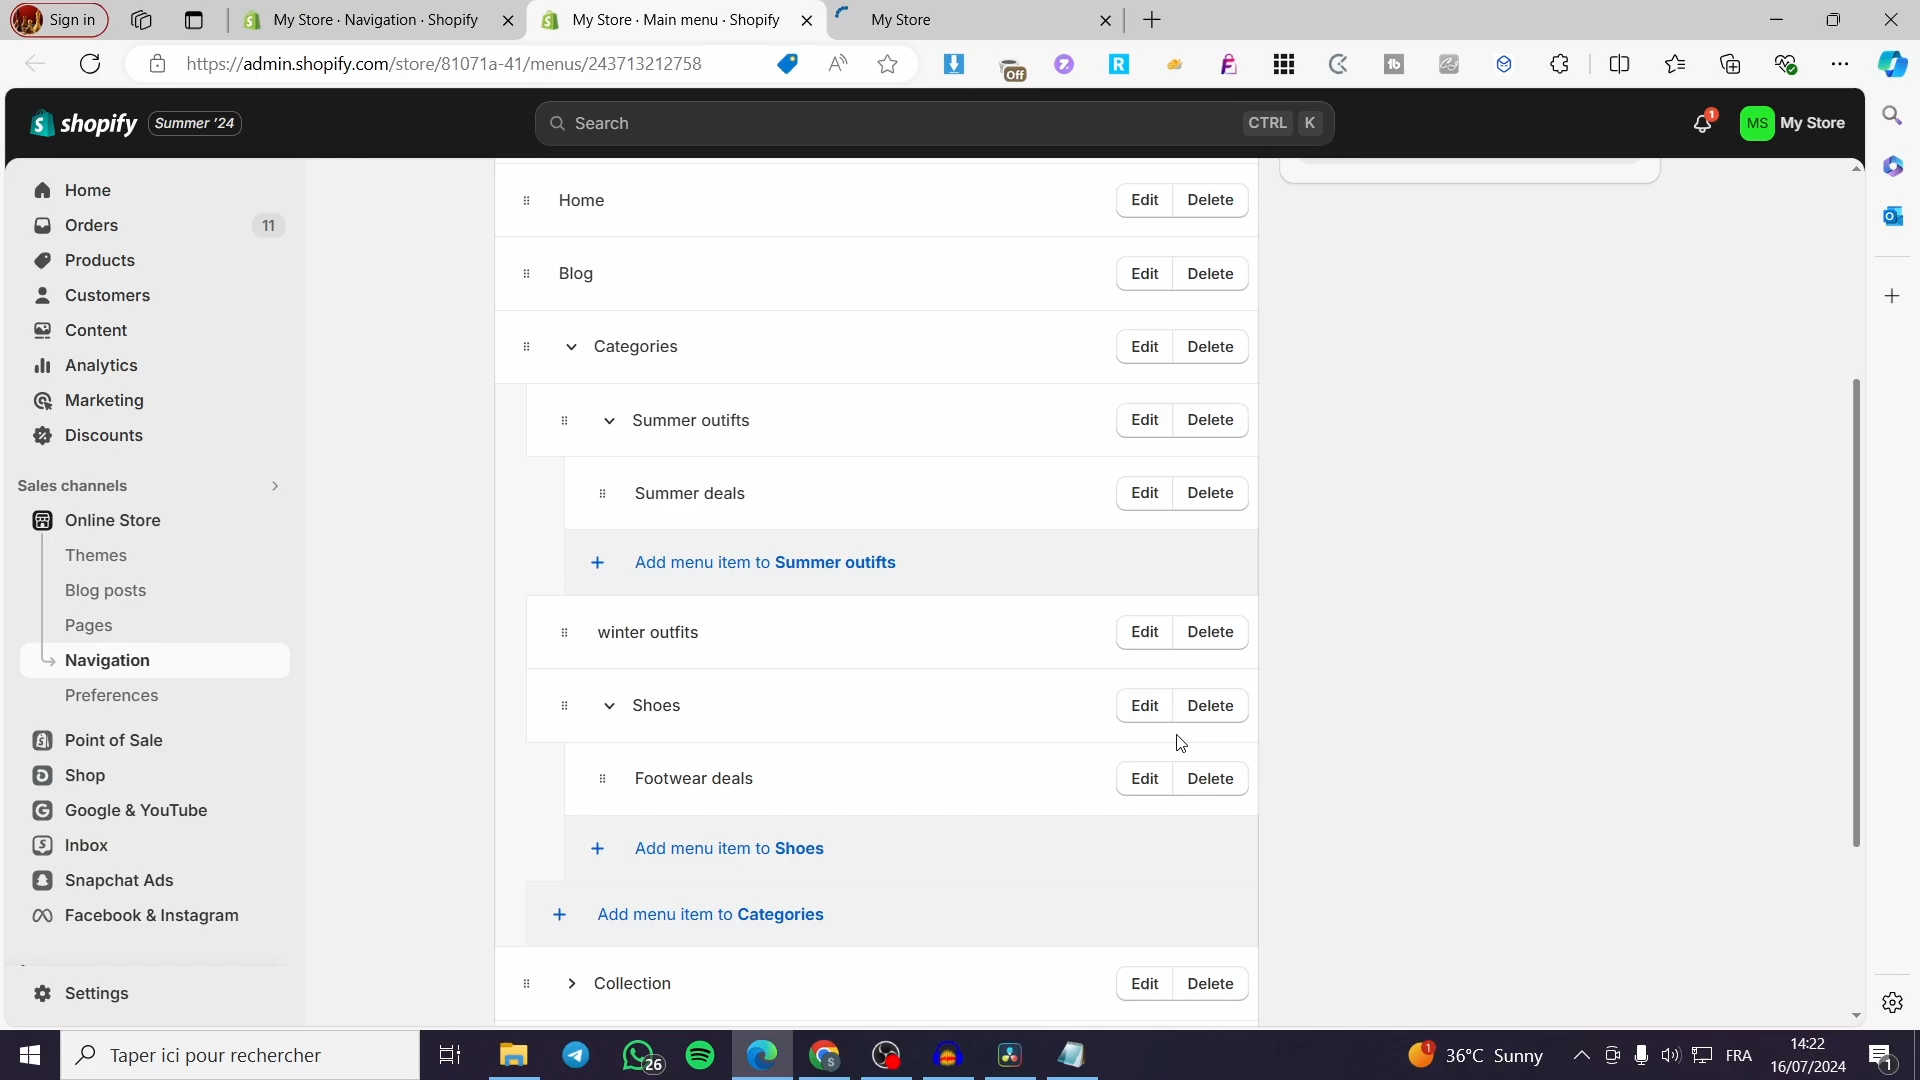 Sign in
My Store · Navigation · Shopify
My Store · Main menu · Shopify
My Store
https://admin.shopify.com/store/81071a-41/menus/243713212758
Off
shopify
Summer '24
Search
CTRL K
1
MS
My Store
Home
Orders
11
Products
Customers
Content
Analytics
Marketing
Discounts
Sales channels
Online Store
Themes
Blog posts
Pages
Navigation
Preferences
Point of Sale
Shop
Google & YouTube
Inbox
Snapchat Ads
Facebook & Instagram
Settings
Home
Edit
Delete
Blog
Edit
Delete
Categories
Edit
Delete
Summer outifts
Edit
Delete
Summer deals
Edit
Delete
Add menu item to Summer outifts
winter outfits
Edit
Delete
Shoes
Edit
Delete
Footwear deals
Edit
Delete
Add menu item to Shoes
Add menu item to Categories
Collection
Edit
Delete
Taper ici pour rechercher
26
1
36°C Sunny
FRA
14:22
16/07/2024
1